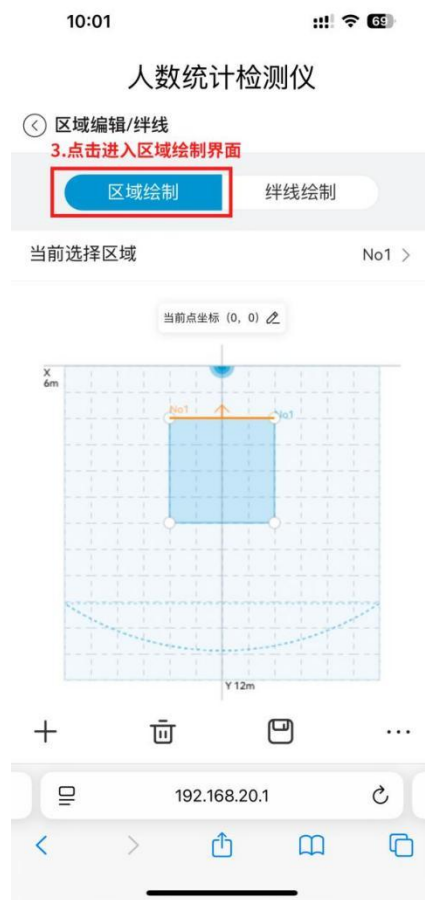 10:01
69
人数统计检测仪
区域编辑/绊线
3.点击进入区域绘制界面
区域绘制
绊线绘制
当前选择区域
No1
当前点坐标（0，0）
X
6m
No1
No1
Y 12m
192.168.20.1